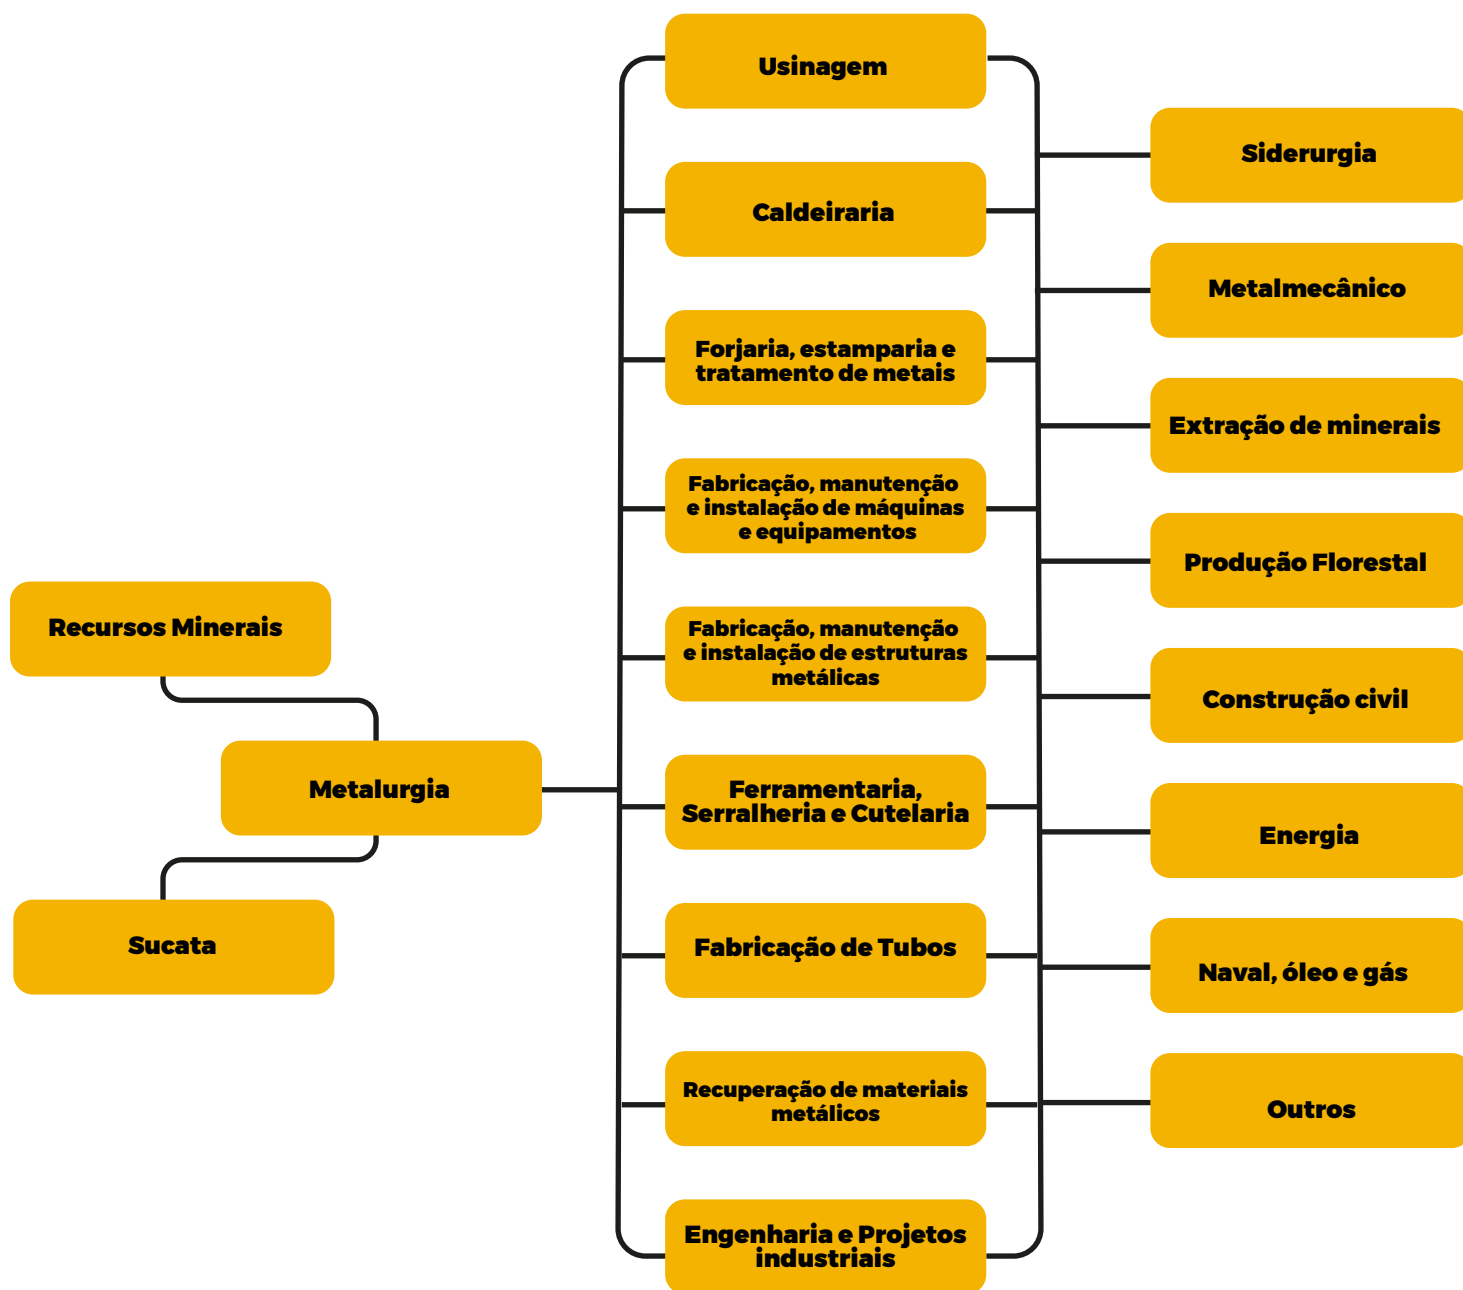 Recursos Minerais
Metalurgia
Sucata
Usinagem
Caldeiraria
Forjaria, estamparia e
tratamento de metais
Fabricação, manutenção
e instalação de máquinas
e equipamentos
Fabricação, manutenção
e instalação de estruturas
metálicas
Ferramentaria,
Serralheria e Cutelaria
Fabricação de Tubos
Recuperação de materiais
metálicos
Engenharia e Projetos
industriais
Siderurgia
Metalmecânico
Extração de minerais
Produção Florestal
Construção civil
Energia
Naval, óleo e gás
Outros